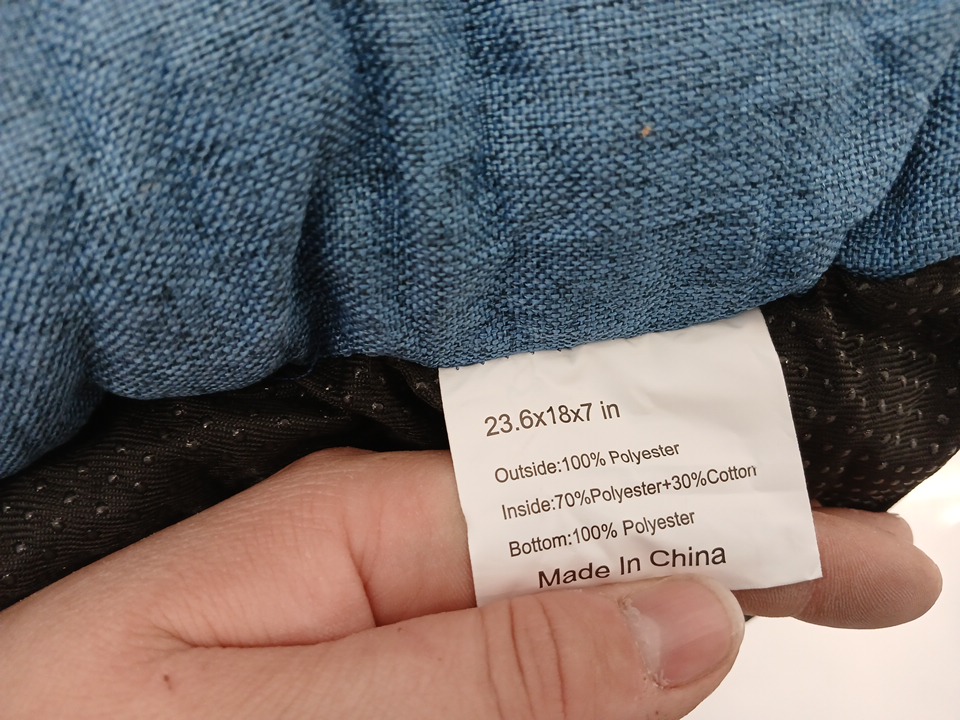 23.6x18x7 in
Outside:100% Polyester
Inside:70%Polyester+30%Cotton
Bottom:100% Polyester
Made In China